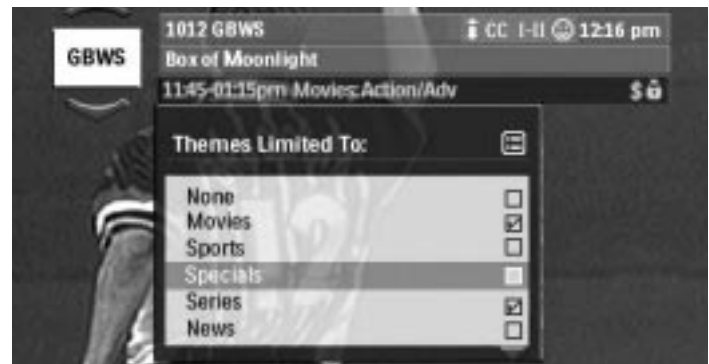 GBWS
1012 GBWS CC I-II 12:16 pm
Box of Moonlight
11:45-01:15pm Movies: Action/Adv $
Themes Limited To:
None
Movies
Sports
Specials
Series
News